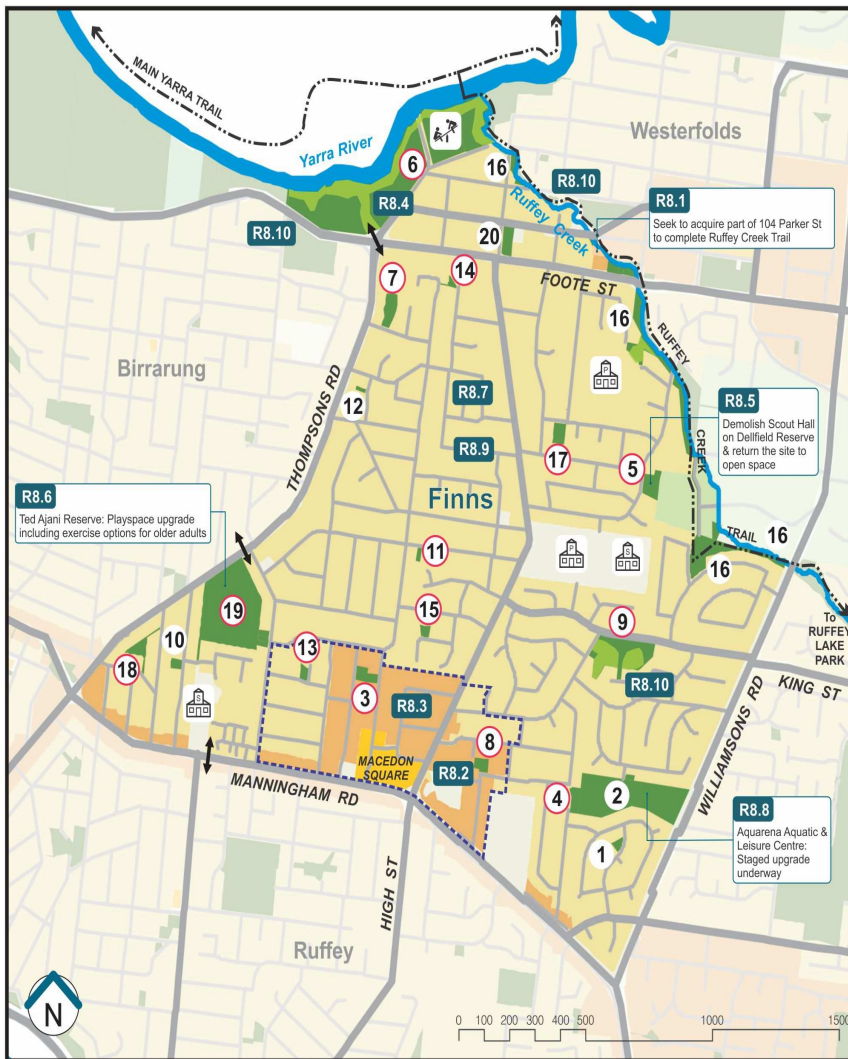 MAIN YARRA TRAIL
Yarra River
Westerfolds
6
16
R8.10
R8.4
R8.10
Ruffey Creek
R8.1
Seek to acquire part of 104 Parker St
to complete Ruffey Creek Trail
20
7
14
FOOTE ST
16
RUFFEY
Birrarung
P
THOMPSONS RD
12
R8.7
R8.9
R8.5
Demolish Scout Hall
on Dellfield Reserve
& return the site to
open space
17
5
CREEK
Finns
R8.6
Ted Ajani Reserve: Playspace upgrade
including exercise options for older adults
11
P
S
TRAIL
16
16
19
15
9
To
RUFFEY
LAKE
PARK
10
18
13
S
3
R8.3
R8.10
KING ST
WILLIAMSONS RD
MACEDON
SQUARE
8
R8.2
MANNINGHAM RD
4
2
R8.8
Aquarena Aquatic &
Leisure Centre:
Staged upgrade
underway
1
HIGH ST
Ruffey
N
0 100 200 300 400 500 1000 1500